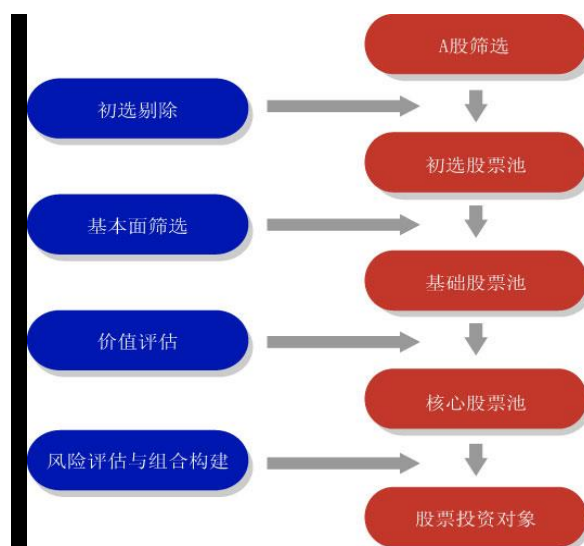 A股筛选
初选剔除
初选股票池
基本面筛选
基础股票池
价值评估
核心股票池
风险评估与组合构建
股票投资对象